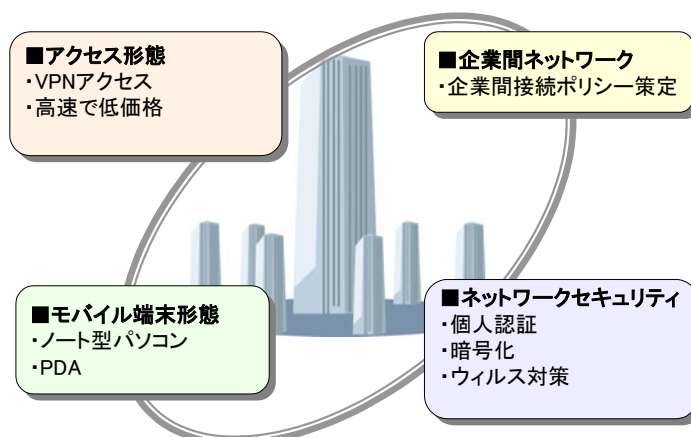 ■アクセス形態
・VPNアクセス
・高速で低価格
■企業間ネットワーク
・企業間接続ポリシー策定
■モバイル端末形態
・ノート型パソコン
・PDA
■ネットワークセキュリティ
・個人認証
・暗号化
・ウィルス対策